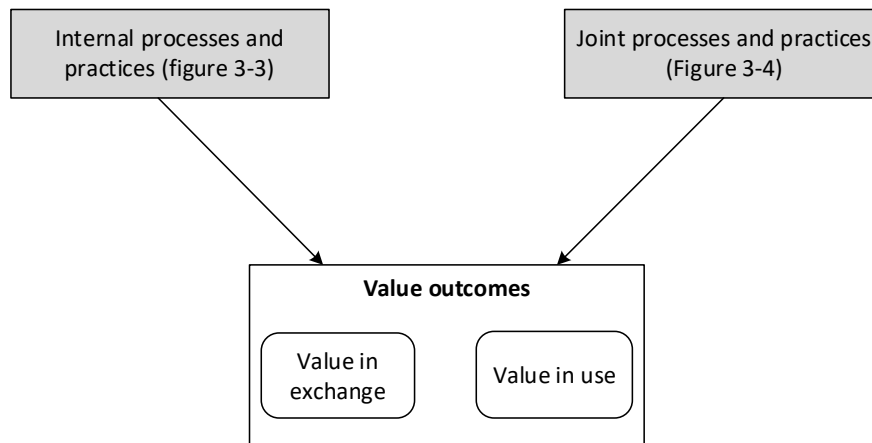 Internal processes and
practices (figure 3-3)
Joint processes and practices
(Figure 3-4)
Value outcomes
Value in
exchange
Value in use